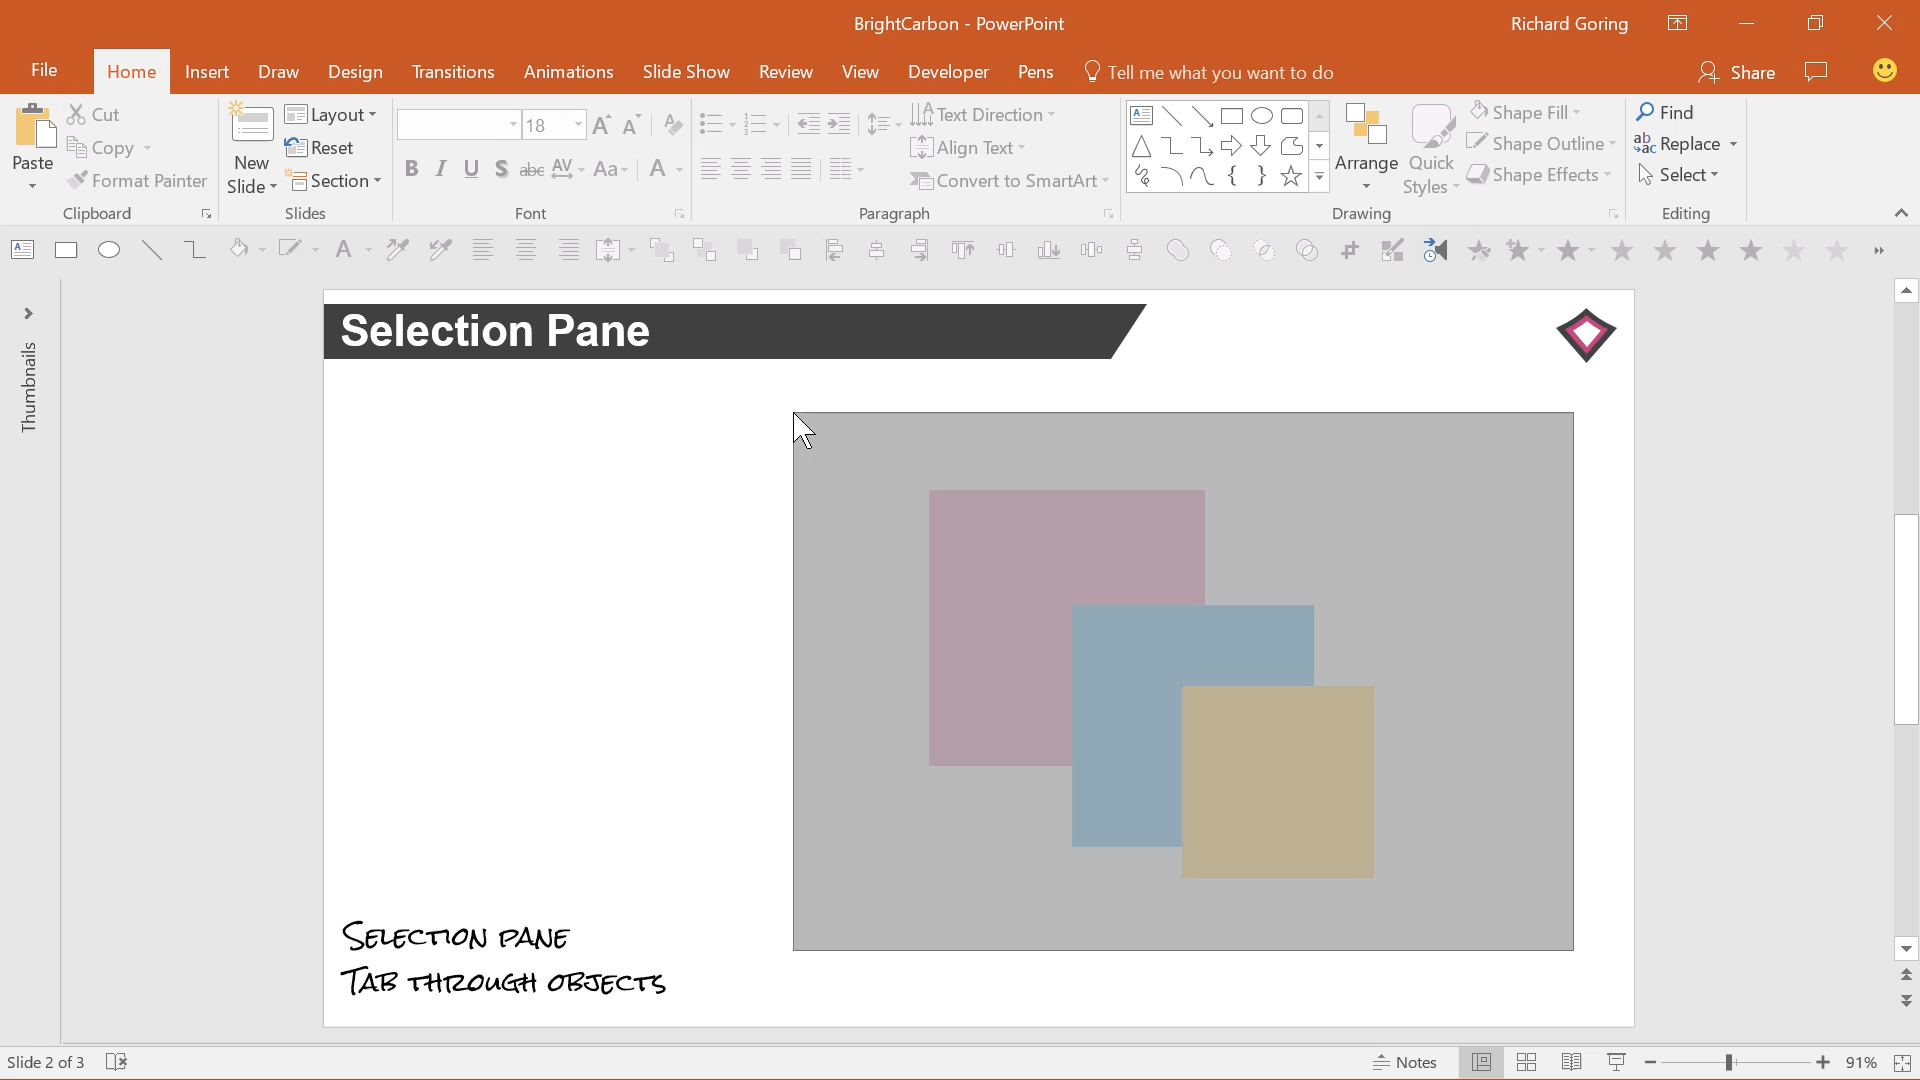 BrightCarbon - PowerPoint
Richard Goring
File
Home
Insert
Draw
Design
Transitions
Animations
Slide Show
Review
View
Developer
Pens
Tell me what you want to do
Share
Paste
Cut
Copy
Format Painter
Clipboard
New
Slide
Layout
Reset
Section
Slides
18
B I U S abc AV Aa A
Font
Text Direction
Align Text
Convert to SmartArt
Paragraph
Arrange
Quick
Styles
Shape Fill
Shape Outline
Shape Effects
Drawing
Find
Replace
Select
Editing
Thumbnails
Selection Pane
Selection pane
Tab through objects
Slide 2 of 3
Notes
91%